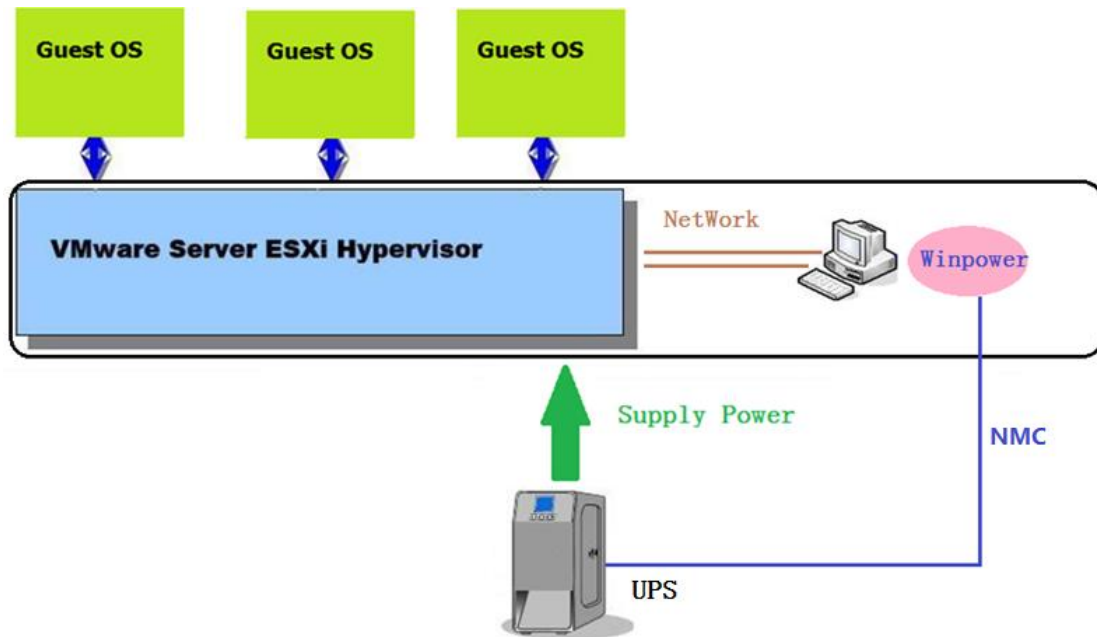 Guest OS
Guest OS
Guest OS
VMware Server ESXi Hypervisor
NetWork
Winpower
Supply Power
NMC
UPS